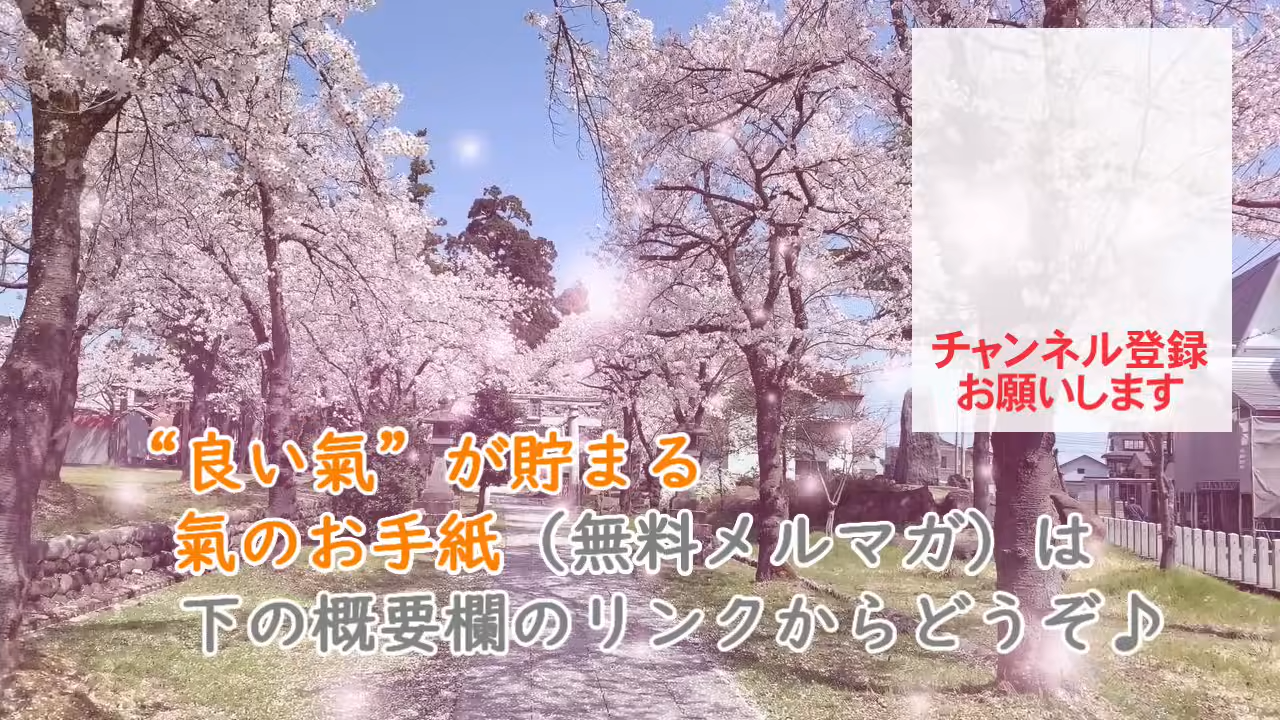 チャンネル登録
お願いします
“良い氣”が貯まる
氣のお手紙（無料メルマガ）は
下の概要欄のリンクからどうぞ♪